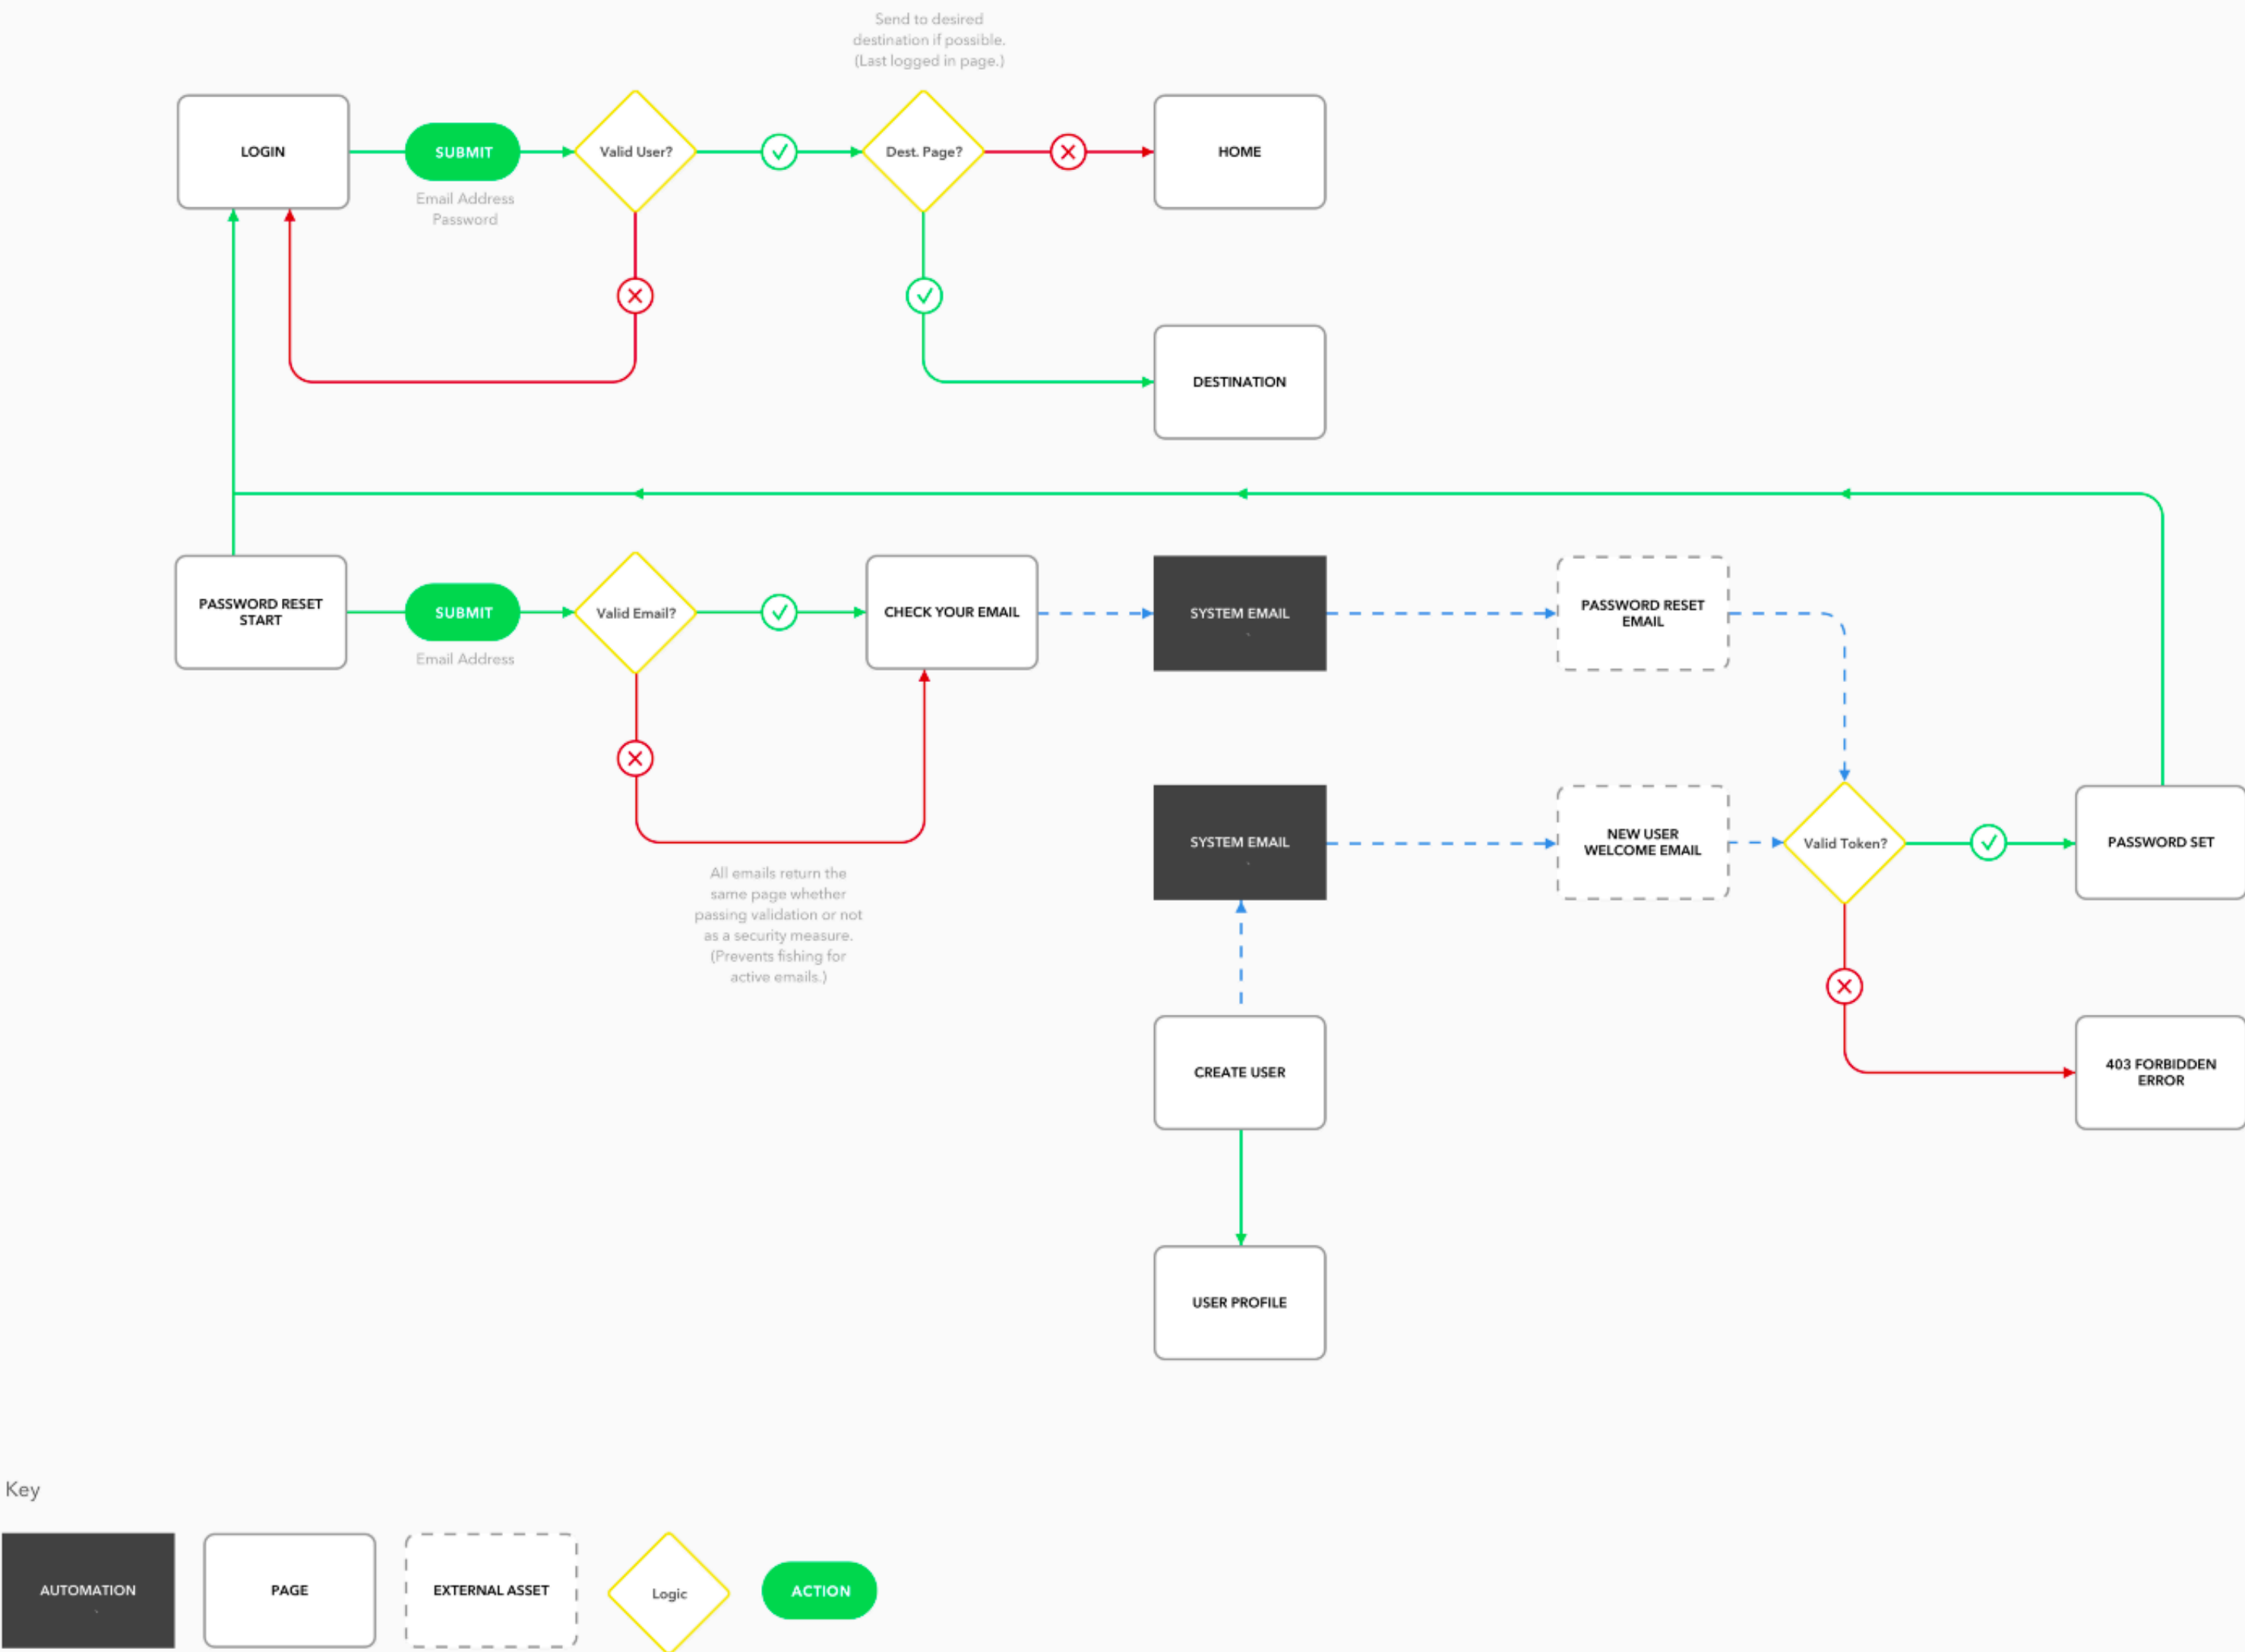 Send to desired
destination if possible.
(Last logged in page.)
LOGIN
SUBMIT
Email Address
Password
Valid User?
Dest. Page?
HOME
DESTINATION
PASSWORD RESET
START
SUBMIT
Email Address
Valid Email?
CHECK YOUR EMAIL
SYSTEM EMAIL
PASSWORD RESET
EMAIL
All emails return the
same page whether
passing validation or not
as a security measure.
(Prevents fishing for
active emails.)
SYSTEM EMAIL
NEW USER
WELCOME EMAIL
Valid Token?
PASSWORD SET
CREATE USER
403 FORBIDDEN
ERROR
USER PROFILE
Key
AUTOMATION
PAGE
EXTERNAL ASSET
Logic
ACTION